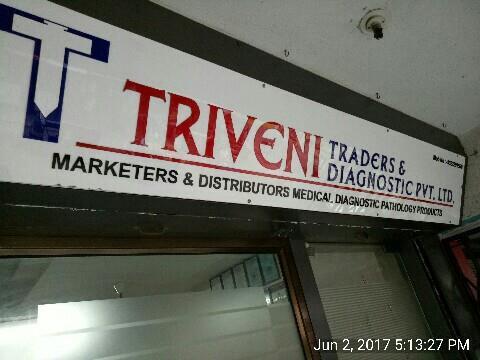 T
TRIVENI TRADERS &
DIAGNOSTIC PVT. LTD.
MARKETERS & DISTRIBUTORS MEDICAL DIAGNOSTIC PATHOLOGY PRODUCTS
Jun 2, 2017 5:13:27 PM